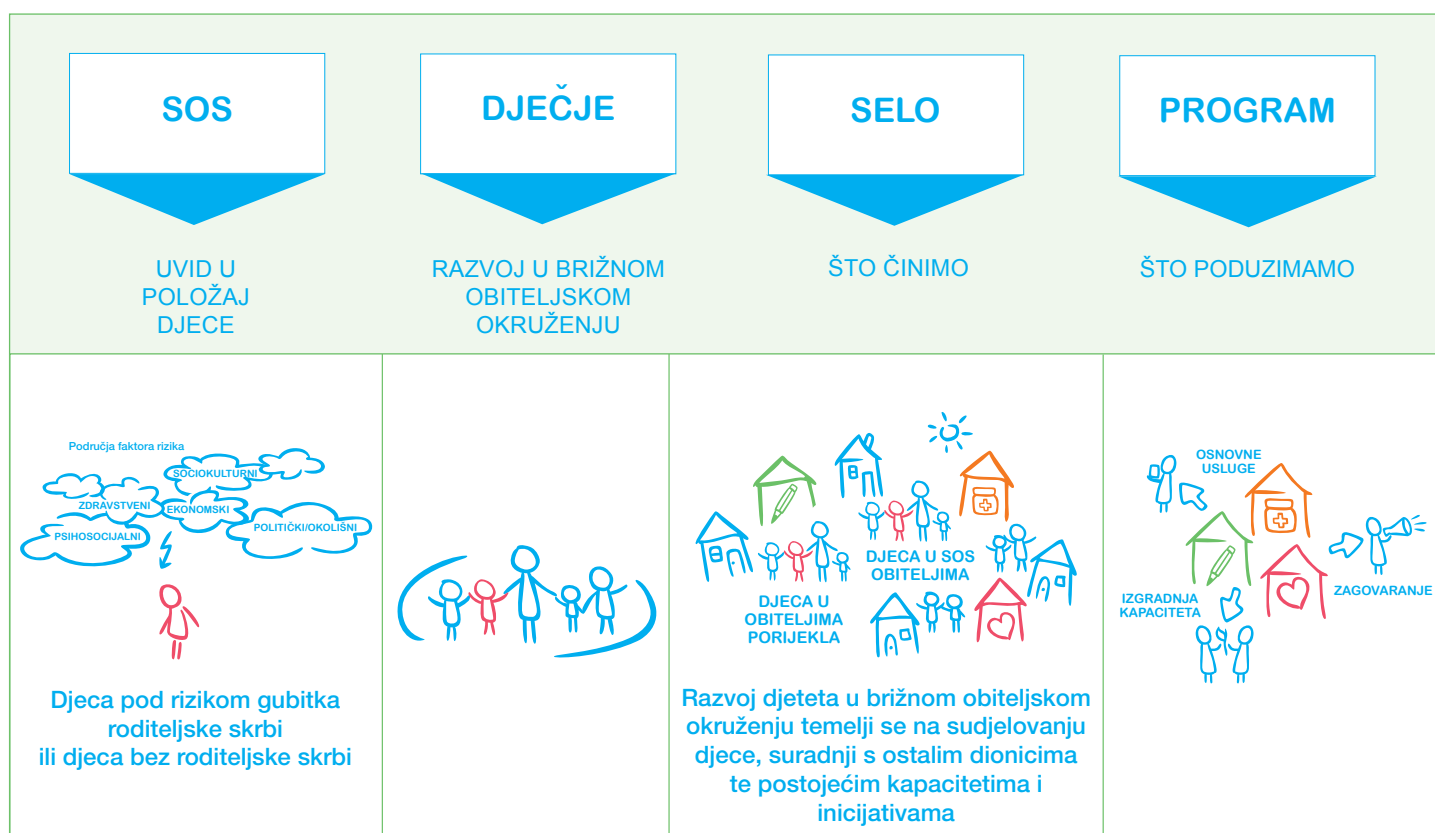 SOS
DJEČJE
SELO
PROGRAM
UVID U
POLOŽAJ
DJECE
RAZVOJ U BRIŽNOM
OBITELJSKOM
OKRUŽENJU
ŠTO ČINIMO
ŠTO PODUZIMAMO
Područja faktora rizika
SOCIOKULTURNI
ZDRAVSTVENI
EKONOMSKI
POLITIČKI/OKOLIŠNI
PSIHOSOCIJALNI
Djeca pod rizikom gubitka
roditeljske skrbi
ili djeca bez roditeljske skrbi
DJECA U SOS
OBITELJIMA
DJECA U
OBITELJIMA
PORIJEKLA
Razvoj djeteta u brižnom obiteljskom
okruženju temelji se na sudjelovanju
djece, suradnji s ostalim dionicima
te postojećim kapacitetima i
inicijativama
OSNOVNE
USLUGE
ZAGOVARANJE
IZGRADNJA
KAPACITETA